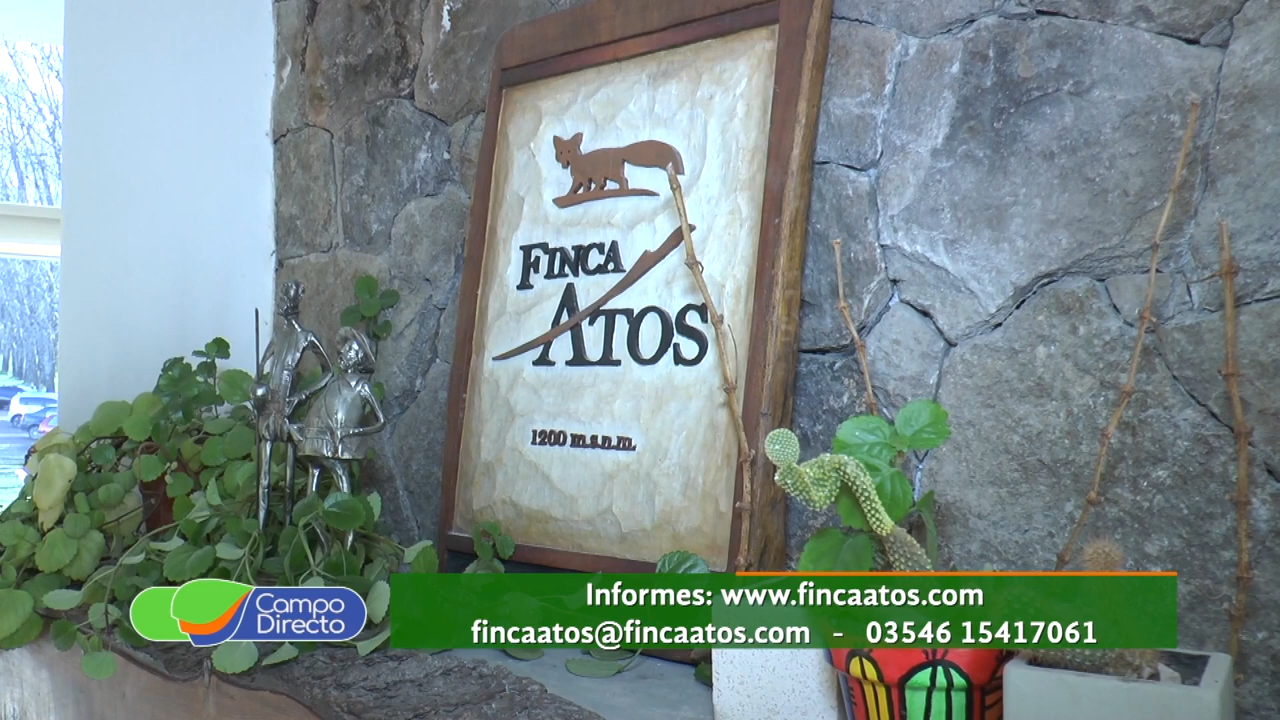 FINCA
ATOS
1200 m.s.n.m.
Campo
Directo
Informes: www.fincaatos.com
fincaatos@fincaatos.com - 03546 15417061